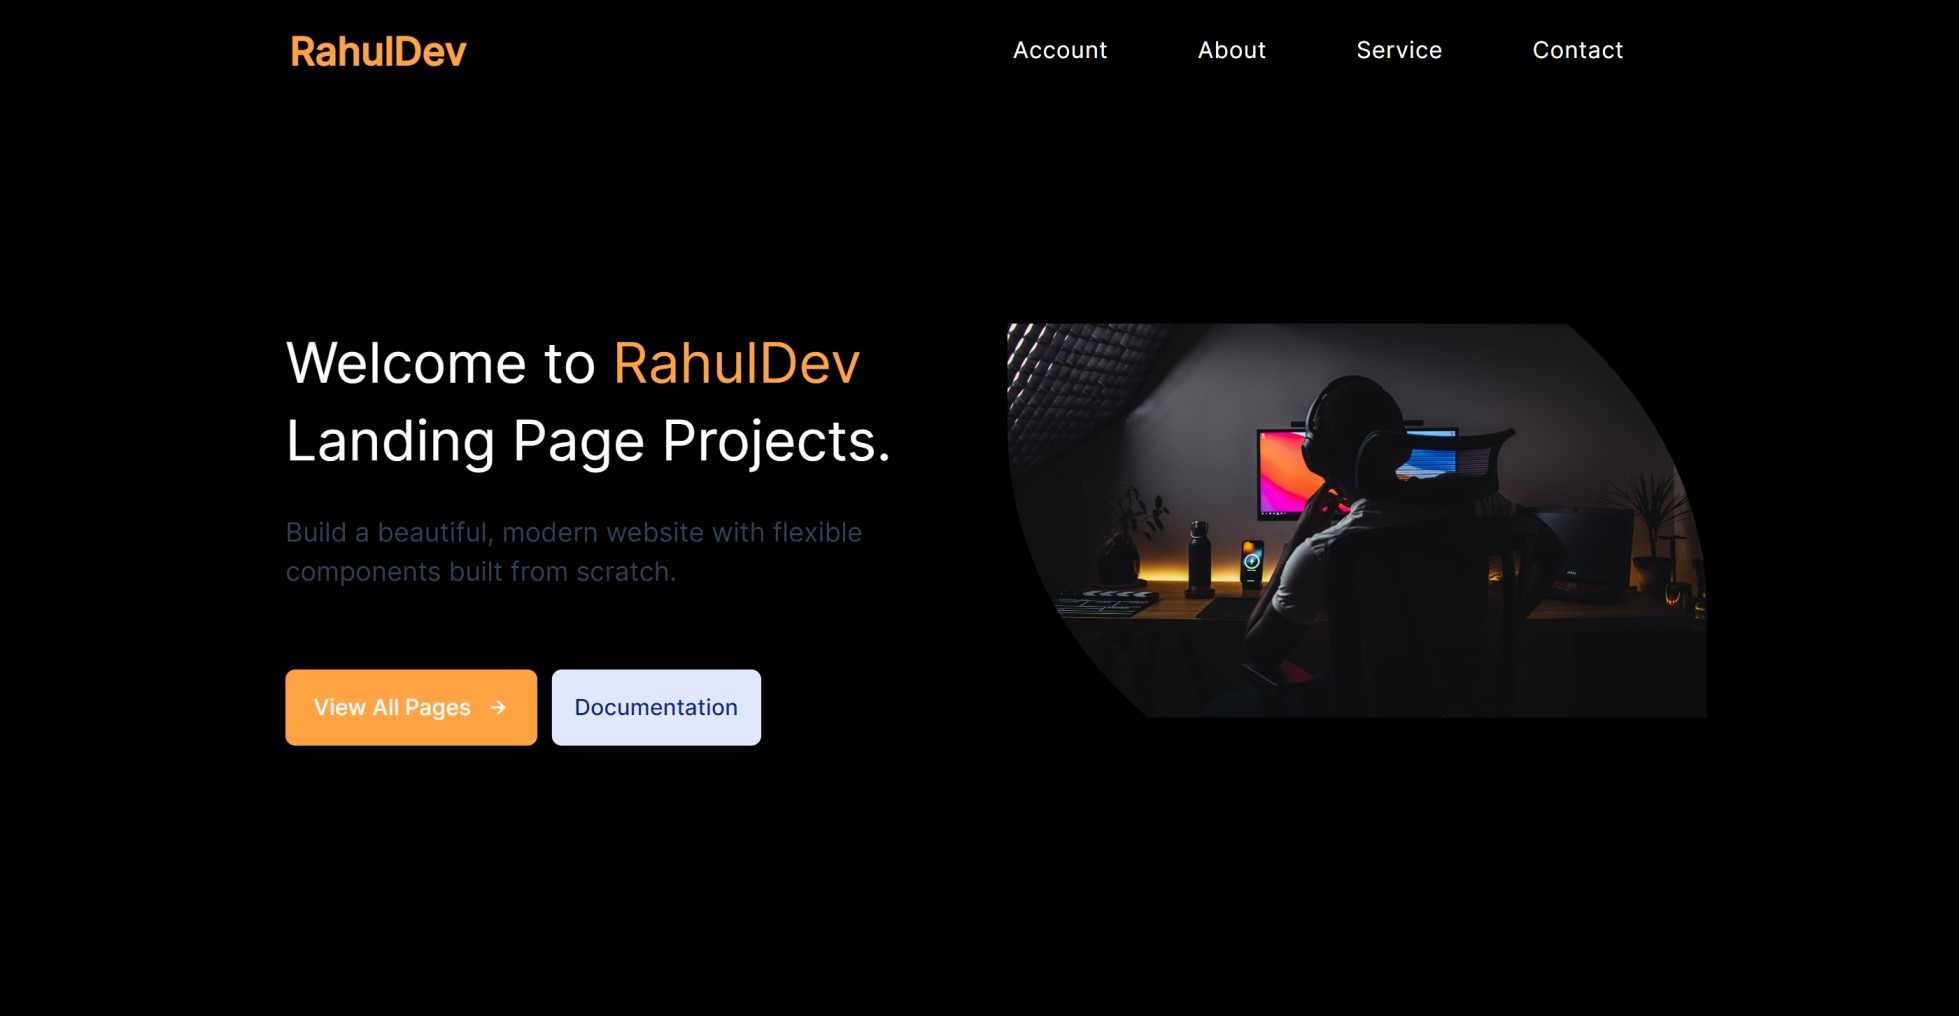 RahulDev
Account
About
Service
Contact
Welcome to RahulDev
Landing Page Projects.
Build a beautiful, modern website with flexible
components built from scratch.
View All Pages →
Documentation